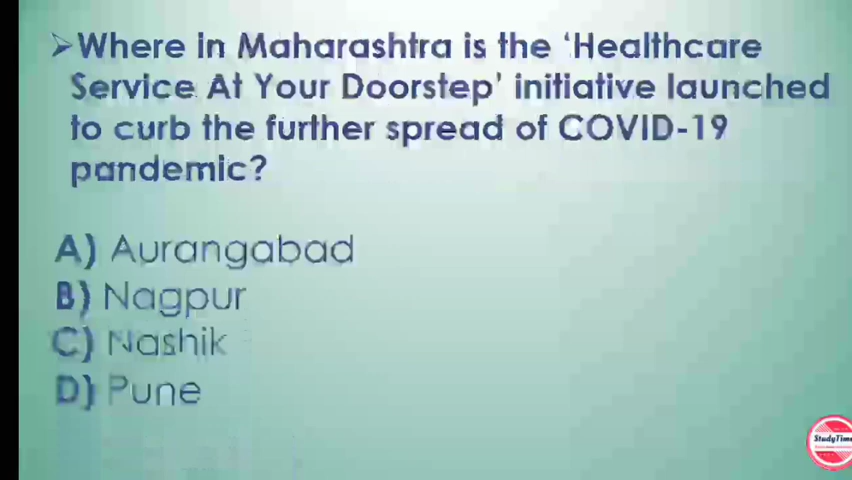 ➢Where in Maharashtra is the ‘Healthcare
Service At Your Doorstep’ initiative launched
to curb the further spread of COVID-19
pandemic?
A) Aurangabad
B) Nagpur
C) Nashik
D) Pune
StudyTime